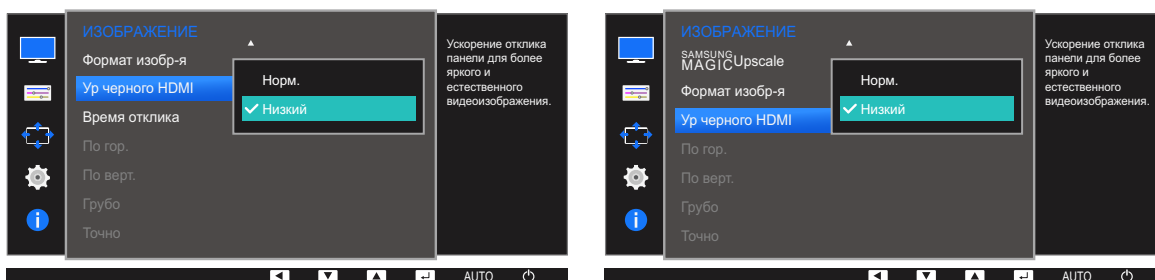 ИЗОБРАЖЕНИЕ
Формат изобр-я
Ур черного HDMI
Время отклика
По гор.
По верт.
Грубо
Точно
Норм.
Низкий
Ускорение отклика
панели для более
яркого и
естественного
видеоизображения.
AUTO
ИЗОБРАЖЕНИЕ
SAMSUNG
MAGICUpscale
Формат изобр-я
Ур черного HDMI
По гор.
По верт.
Грубо
Точно
Норм.
Низкий
Ускорение отклика
панели для более
яркого и
естественного
видеоизображения.
AUTO